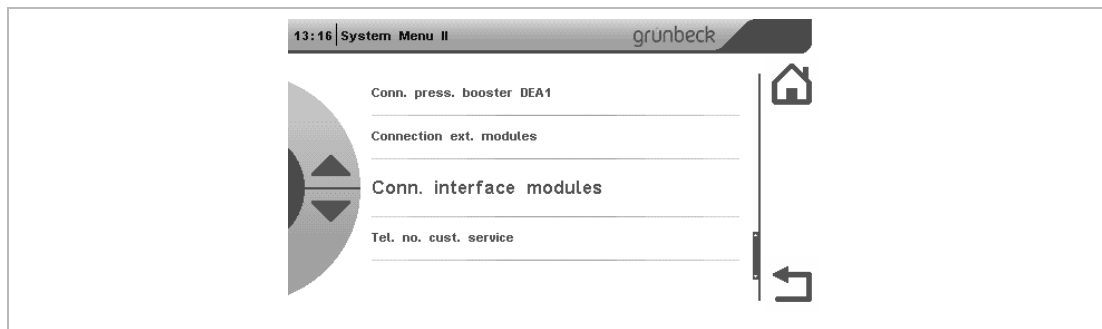 13:16 System Menu II grünbeck
Conn. press. booster DEA1
Connection ext. modules
Conn. interface modules
Tel. no. cust. service